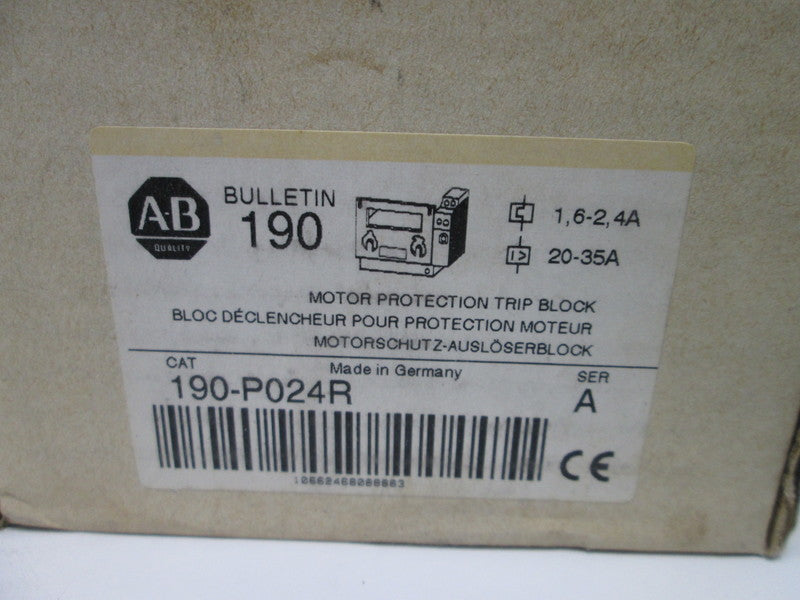 A-B
QUALITY
BULLETIN
190
1,6-2,4A
20-35A
MOTOR PROTECTION TRIP BLOCK
BLOC DÉCLENCHEUR POUR PROTECTION MOTEUR
MOTORSCHUTZ-AUSLÖSERBLOCK
CAT
Made in Germany
SER
190-P024R
A
CE